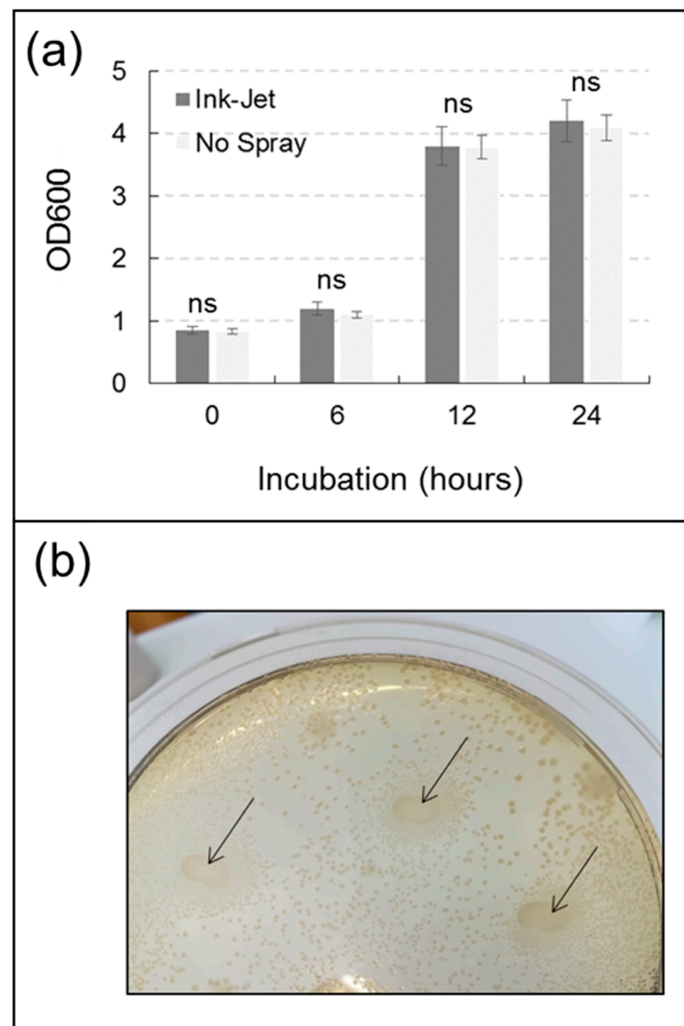 (a)
5
4
3
2
1
0
OD600
Ink-Jet
No Spray
ns
ns
ns
ns
0 6 12 24
Incubation (hours)
(b)